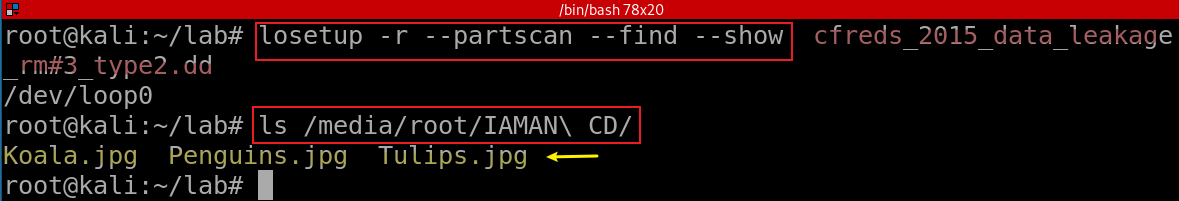 /bin/bash 78x20
root@kali:~/lab# losetup -r --partscan --find --show  cfreds_2015_data_leakage
_rm#3_type2.dd
/dev/loop0
root@kali:~/lab# ls /media/root/IAMAN\ CD/
Koala.jpg  Penguins.jpg  Tulips.jpg
root@kali:~/lab#